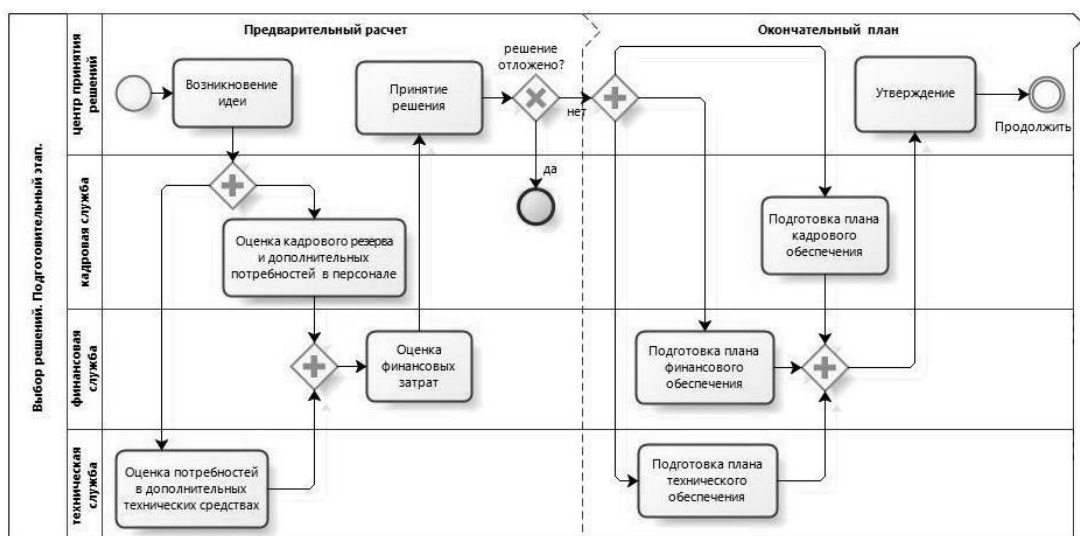 Выбор решений. Подготовительный этап.
Предварительный расчет
Окончательный план
центр принятия
решений
Возникновение
идеи
Принятие
решения
решение
отложено?
нет
да
Утверждение
Продолжить
кадровая служба
Оценка кадрового резерва
и дополнительных
потребностей в персонале
Подготовка плана
кадрового
обеспечения
финансовая
служба
Оценка
финансовых
затрат
Подготовка плана
финансового
обеспечения
техническая
служба
Оценка потребностей
в дополнительных
технических средствах
Подготовка плана
технического
обеспечения